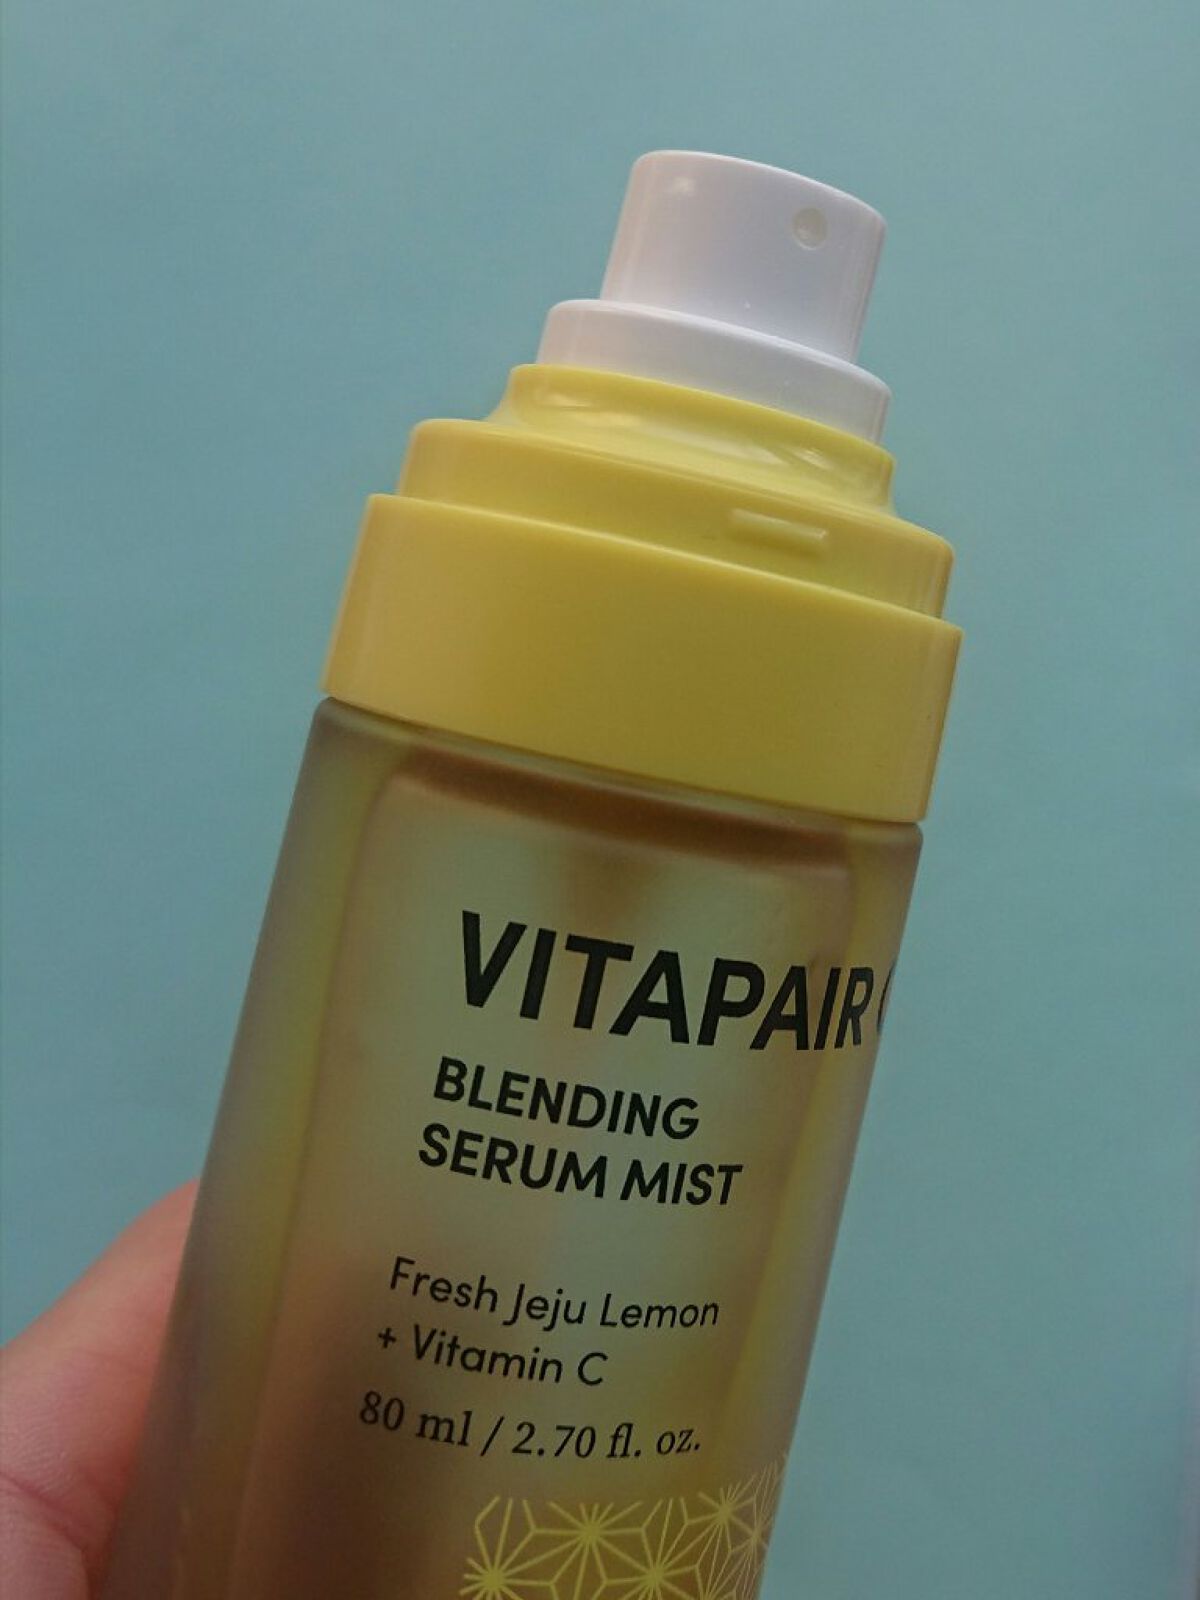 VITAPAIR
BLENDING
SERUM MIST
Fresh Jeju Lemon
+ Vitamin C
80 ml / 2.70 fl. oz.